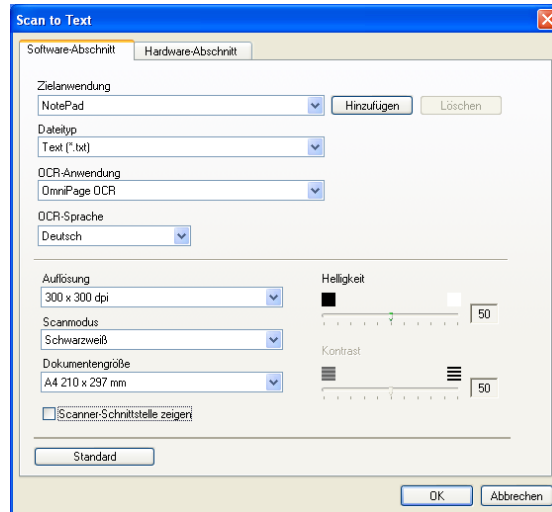 Scan to Text
Software-Abschnitt Hardware-Abschnitt
Zielanwendung
NotePad Hinzufügen Löschen
Dateityp
Text (*.txt)
OCR-Anwendung
OmniPage OCR
OCR-Sprache
Deutsch
Auflösung Helligkeit
300 x 300 dpi
50
Scanmodus
Schwarzweiß
Kontrast
Dokumentengröße
A4 210 x 297 mm
50
Scanner-Schnittstelle zeigen
Standard
OK Abbrechen